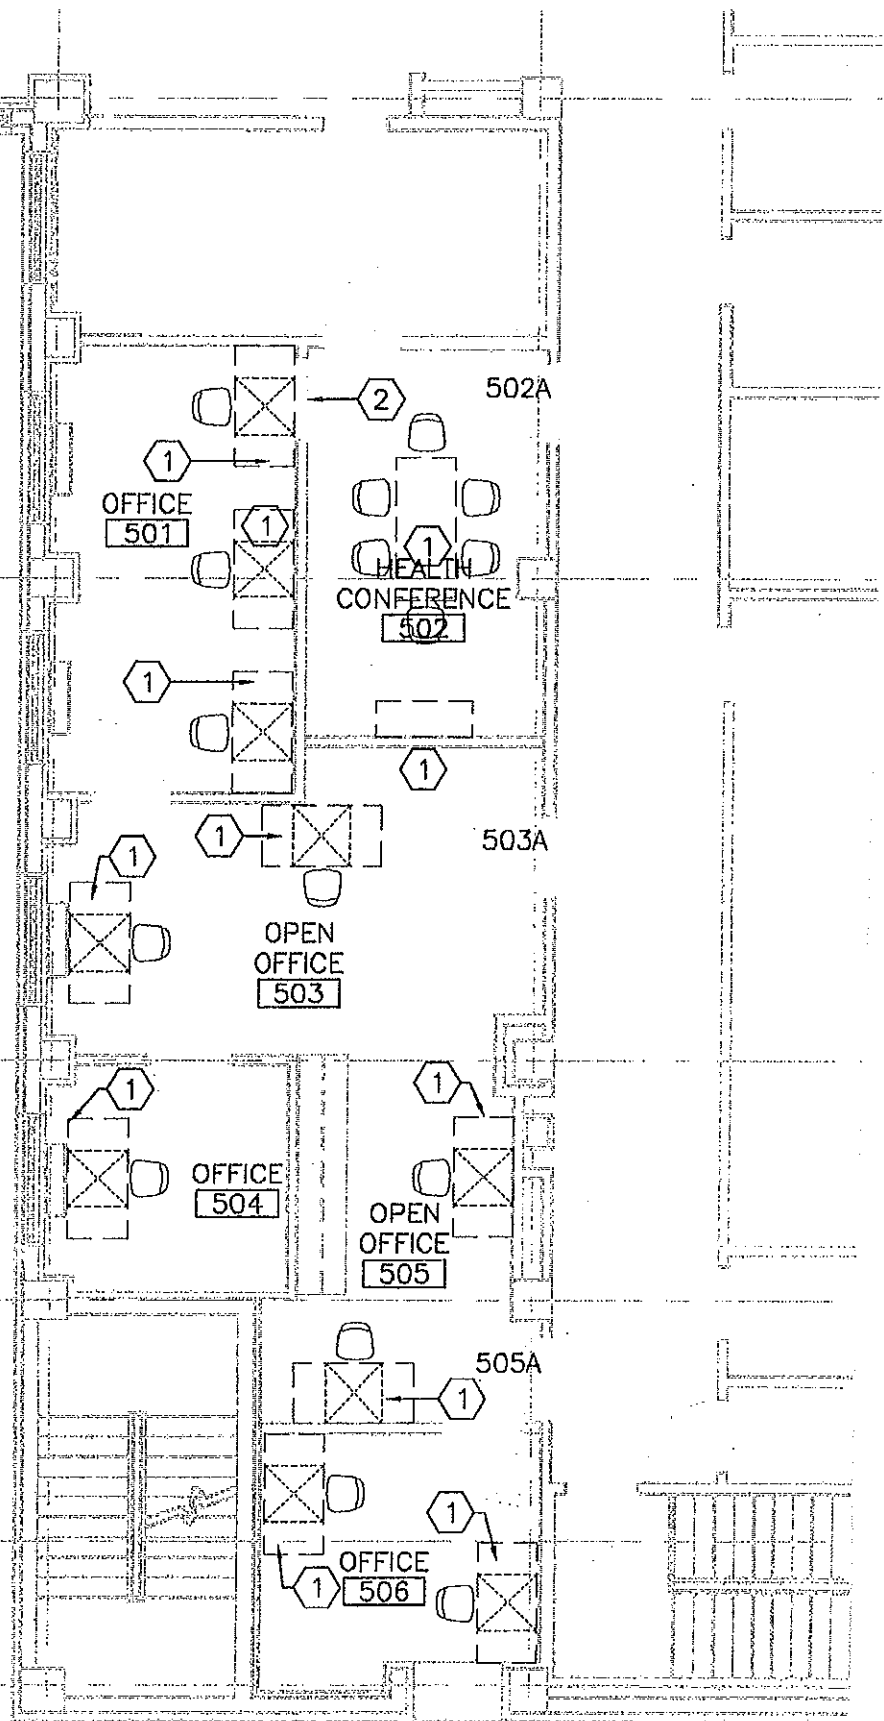 2
502A
1
OFFICE
501
1
1
HEALTH
CONFERENCE
502
1
1
1
503A
1
OPEN
OFFICE
503
1
1
OFFICE
504
OPEN
OFFICE
505
505A
1
1
1
OFFICE
506